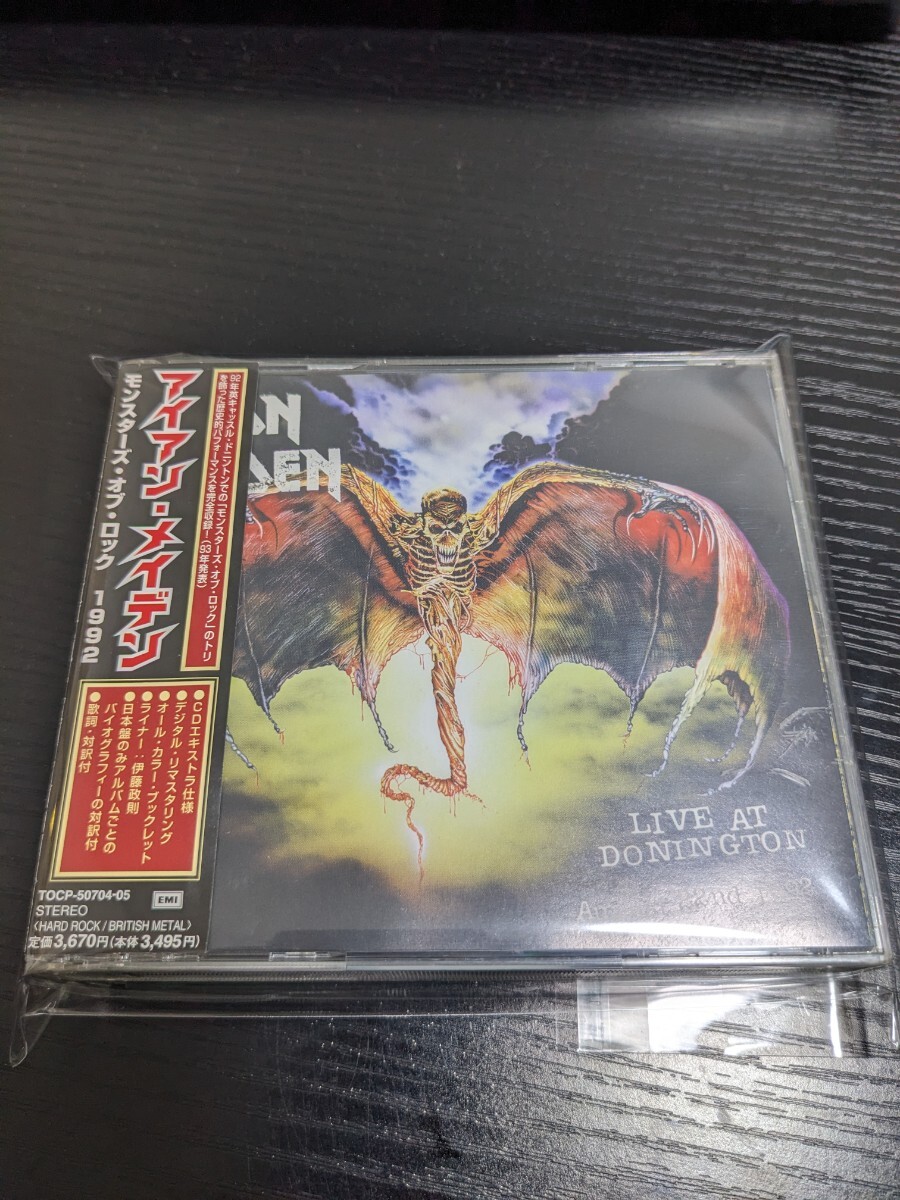 アイアン・メイデン
モンスターズ・オブ・ロック 1992
92年英キャッスル・ドニントンでの「モンスターズ・オブ・ロック」のトリ
を飾った歴史的パフォーマンスを完全収録!(93年発表)
●CDエキストラ仕様
●デジタル・リマスタリング
●オール・カラー・ブックレット
●ライナー:伊藤政則
●日本盤のみアルバムごとの
バイオグラフィーの対訳付
●歌詞・対訳付
TOCP-50704-05 EMI
STEREO
〈HARD ROCK / BRITISH METAL〉
定価3,670円(本体3,495円)
LIVE AT
DONINGTON